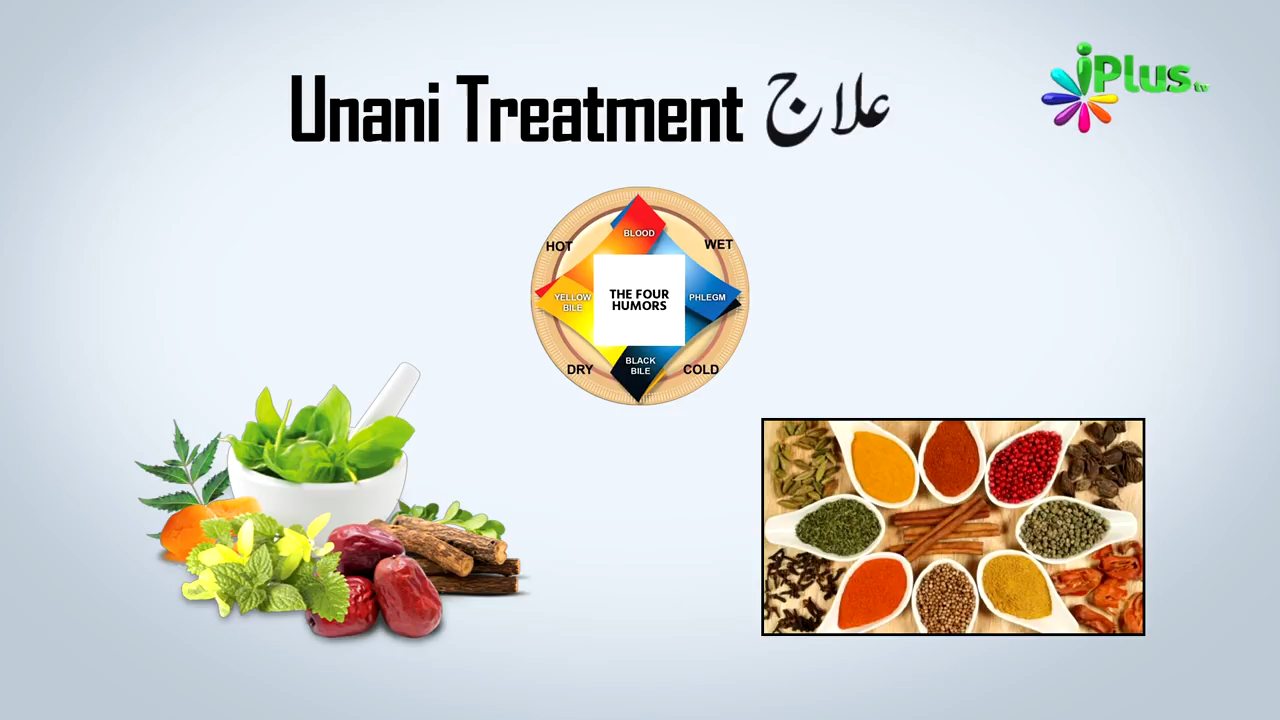 Unani Treatment علاج
iPlus tv
BLOOD
HOT
WET
THE FOUR
HUMORS
YELLOW
BILE
PHLEGM
BLACK
BILE
DRY
COLD